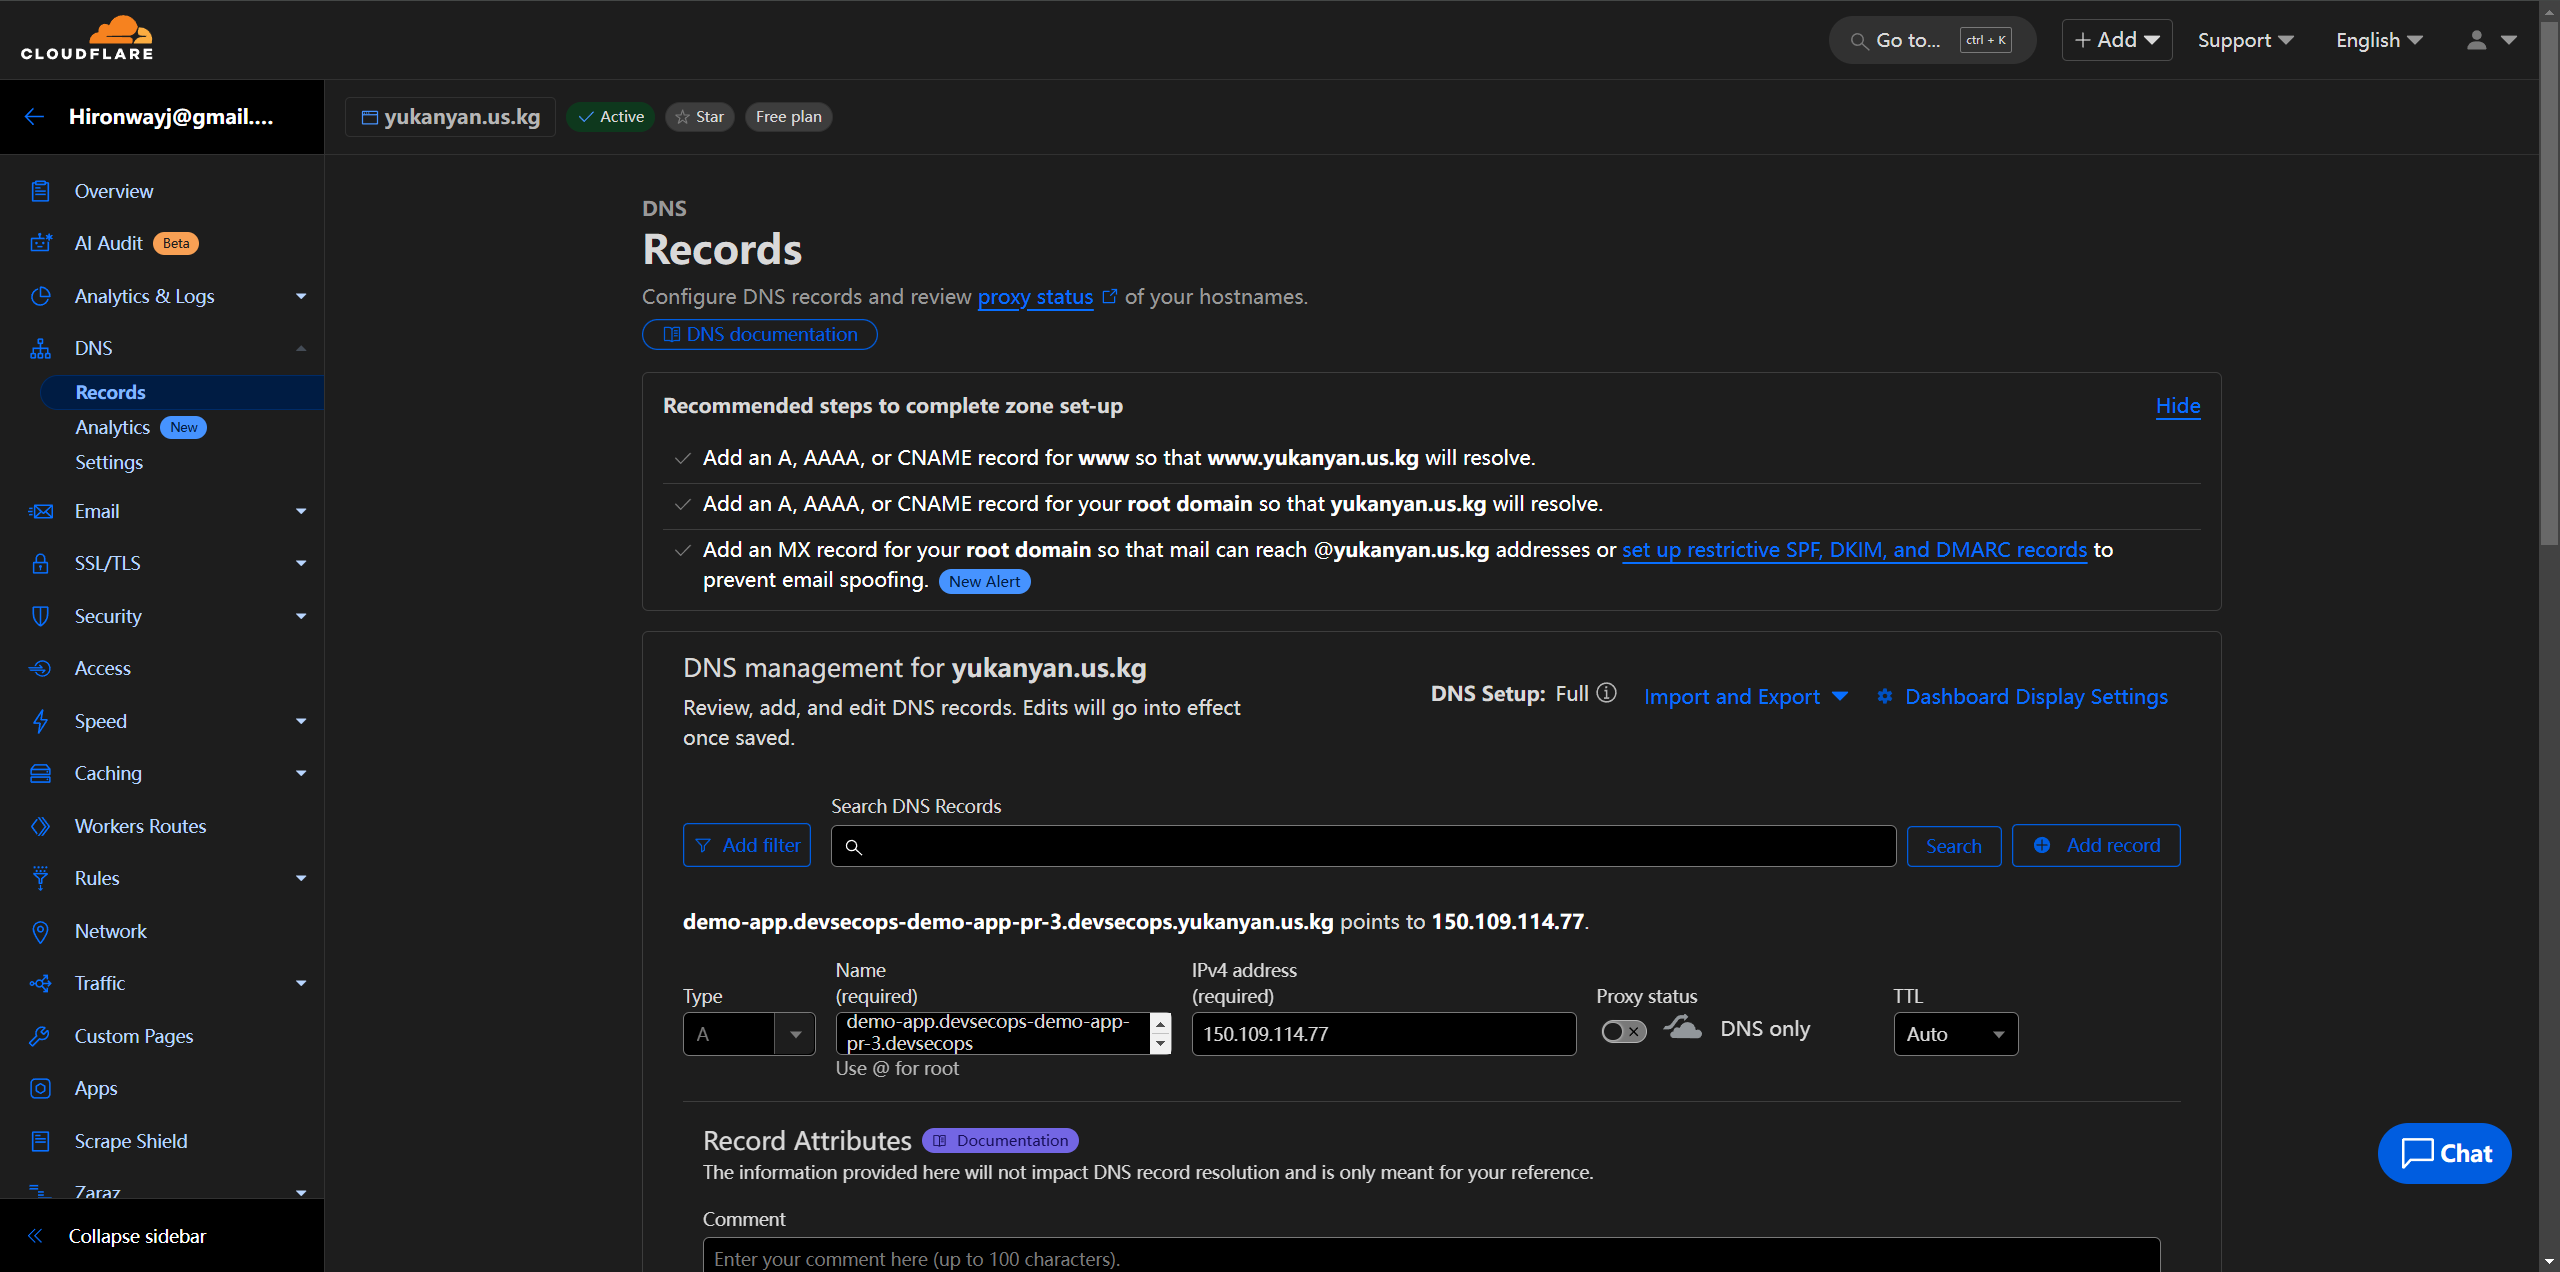 CLOUDFLARE
Go to... ctrl + K
Add
Support
English
Hironwayj@gmail....
yukanyan.us.kg
Active
Star
Free plan
Overview
AI Audit Beta
Analytics & Logs
DNS
Records
Analytics New
Settings
Email
SSL/TLS
Security
Access
Speed
Caching
Workers Routes
Rules
Network
Traffic
Custom Pages
Apps
Scrape Shield
Zaraz
Collapse sidebar
DNS
Records
Configure DNS records and review proxy status of your hostnames.
DNS documentation
Recommended steps to complete zone set-up
Hide
Add an A, AAAA, or CNAME record for www so that www.yukanyan.us.kg will resolve.
Add an A, AAAA, or CNAME record for your root domain so that yukanyan.us.kg will resolve.
Add an MX record for your root domain so that mail can reach @yukanyan.us.kg addresses or set up restrictive SPF, DKIM, and DMARC records to
prevent email spoofing. New Alert
DNS management for yukanyan.us.kg
Review, add, and edit DNS records. Edits will go into effect
once saved.
DNS Setup: Full
Import and Export
Dashboard Display Settings
Search DNS Records
Add filter
Search
Add record
demo-app.devsecops-demo-app-pr-3.devsecops.yukanyan.us.kg points to 150.109.114.77.
Type
A
Name
(required)
demo-app.devsecops-demo-app-
pr-3.devsecops
Use @ for root
IPv4 address
(required)
150.109.114.77
Proxy status
DNS only
TTL
Auto
Record Attributes Documentation
The information provided here will not impact DNS record resolution and is only meant for your reference.
Comment
Enter your comment here (up to 100 characters).
Chat